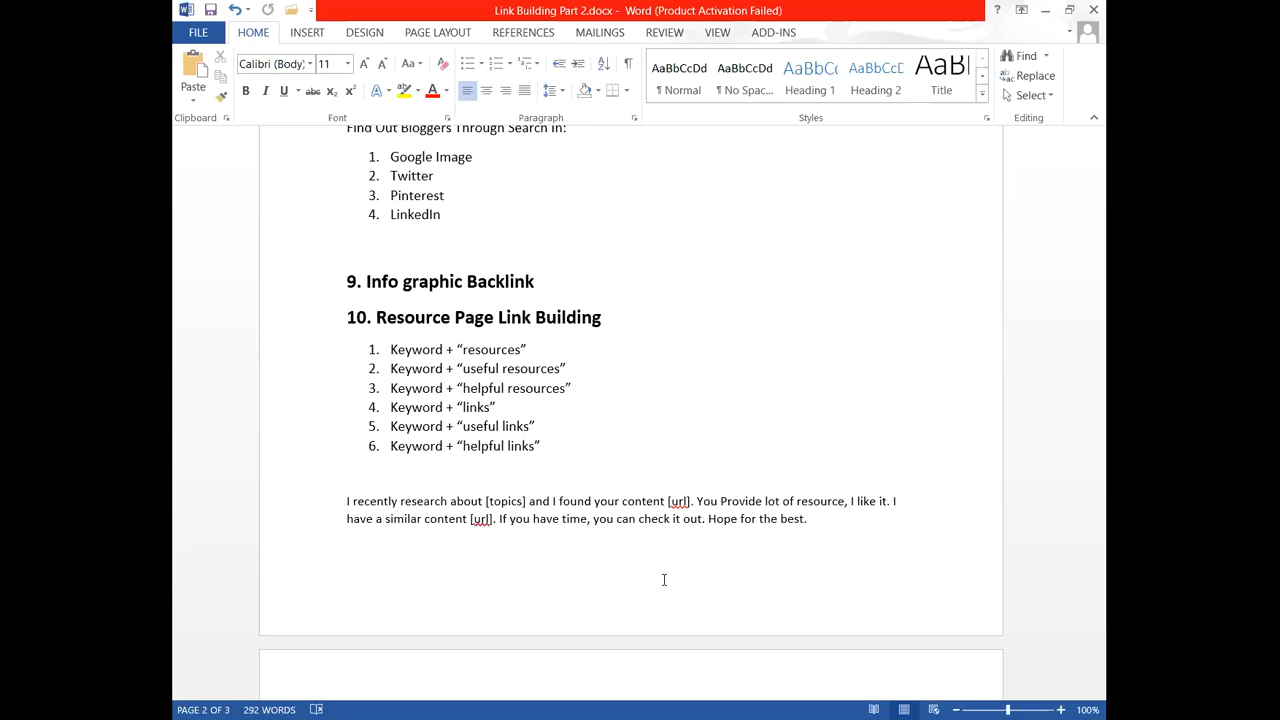 Link Building Part 2.docx - Word (Product Activation Failed)
FILE HOME INSERT DESIGN PAGE LAYOUT REFERENCES MAILINGS REVIEW VIEW ADD-INS
Paste
Calibri (Body) 11
AaBbCcDd AaBbCcDd AaBbCc AaBbCcD AaBl
¶ Normal ¶ No Spac... Heading 1 Heading 2 Title
Find
Replace
Select
Clipboard Font Paragraph Styles Editing
Find Out Bloggers Through Search In:
1. Google Image
2. Twitter
3. Pinterest
4. LinkedIn
9. Info graphic Backlink
10. Resource Page Link Building
1. Keyword + “resources”
2. Keyword + “useful resources”
3. Keyword + “helpful resources”
4. Keyword + “links”
5. Keyword + “useful links”
6. Keyword + “helpful links”
I recently research about [topics] and I found your content [url]. You Provide lot of resource, I like it. I
have a similar content [url]. If you have time, you can check it out. Hope for the best.
PAGE 2 OF 3 292 WORDS 100%